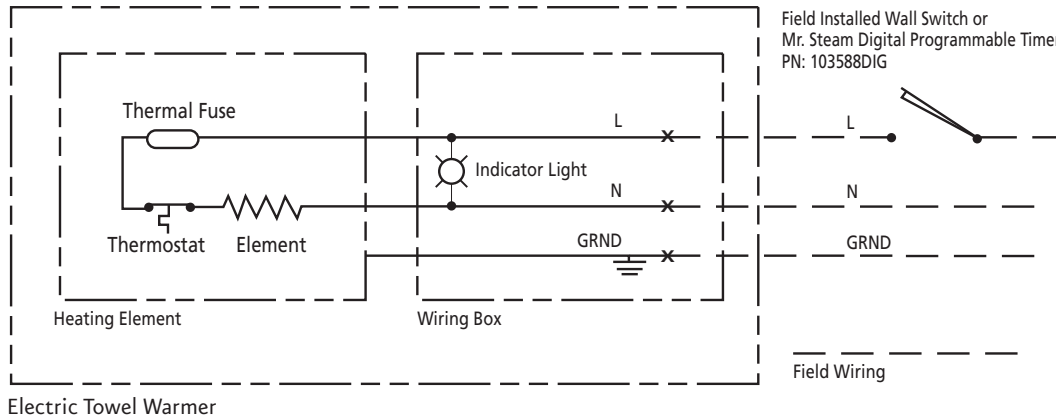 Field Installed Wall Switch or
Mr. Steam Digital Programmable Timer
PN: 103588DIG
Thermal Fuse
L
L
Indicator Light
N
N
Thermostat
Element
GRND
GRND
Heating Element
Wiring Box
Field Wiring
Electric Towel Warmer